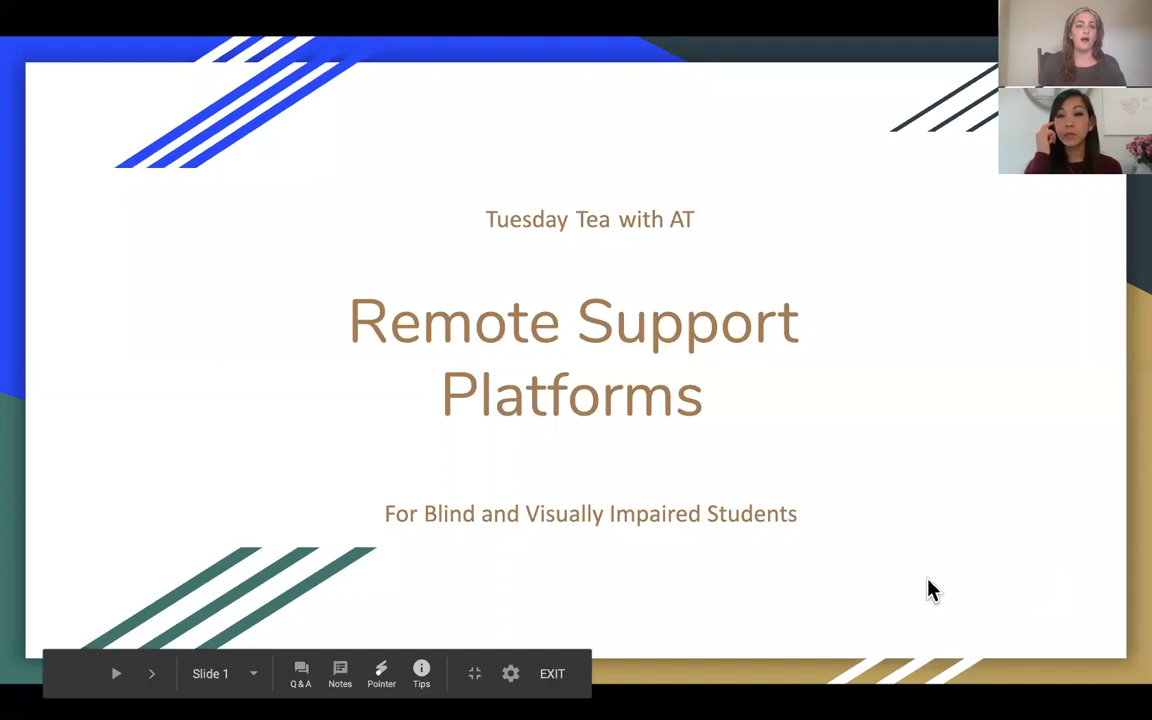 Tuesday Tea with AT
Remote Support
Platforms
For Blind and Visually Impaired Students
Slide 1
Q & A
Notes
Pointer
Tips
EXIT